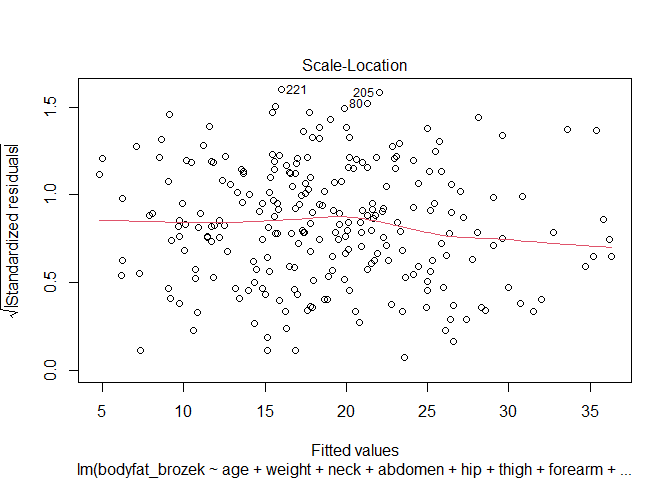 Scale-Location
221
205
80
√|Standardized residuals|
0.0 0.5 1.0 1.5
5 10 15 20 25 30 35
Fitted values
lm(bodyfat_brozek ~ age + weight + neck + abdomen + hip + thigh + forearm + ...